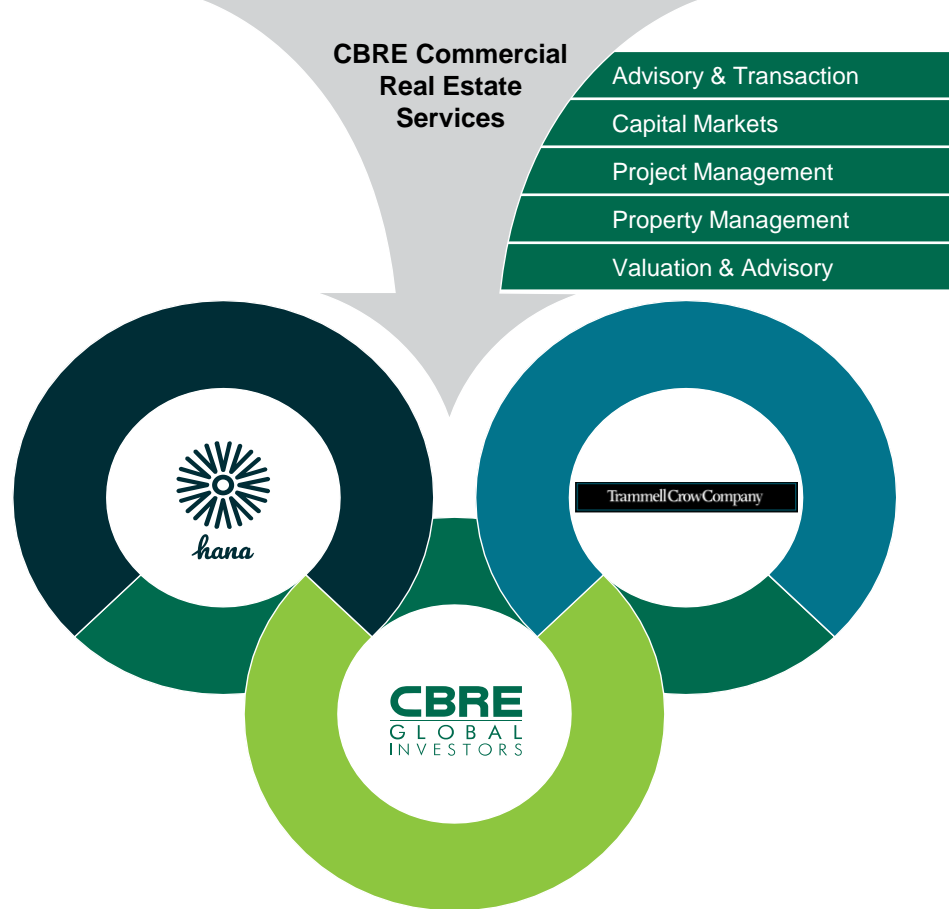 CBRE Commercial
Real Estate
Services
Advisory & Transaction
Capital Markets
Project Management
Property Management
Valuation & Advisory
hana
TrammellCrowCompany
CBRE
GLOBAL
INVESTORS